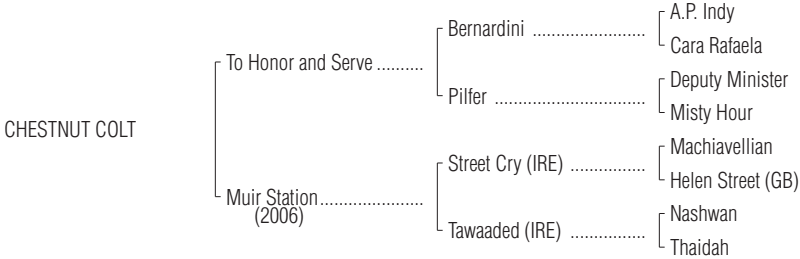 A.P. Indy
Bernardini ........................
Cara Rafaela
To Honor and Serve ..........
Deputy Minister
Pilfer ................................
Misty Hour
CHESTNUT COLT
Machiavellian
Street Cry (IRE) ................
Helen Street (GB)
Muir Station......................
(2006)
Nashwan
Tawaaded (IRE) ................
Thaidah